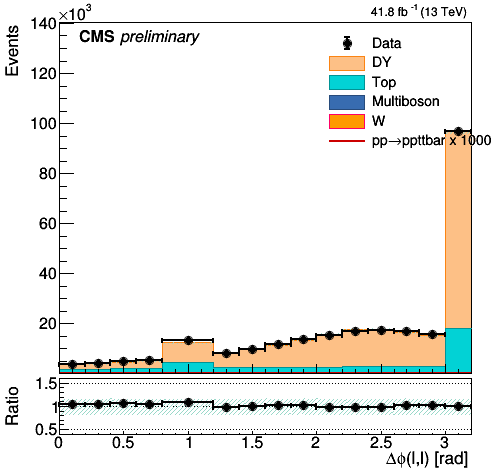 ×10³
41.8 fb⁻¹ (13 TeV)
Events
CMS preliminary
Data
DY
Top
Multiboson
W
pp→ppttbar x 1000
140
120
100
80
60
40
20
Ratio
1.5
1
0.5
0 0.5 1 1.5 2 2.5 3
Δϕ(l,l) [rad]